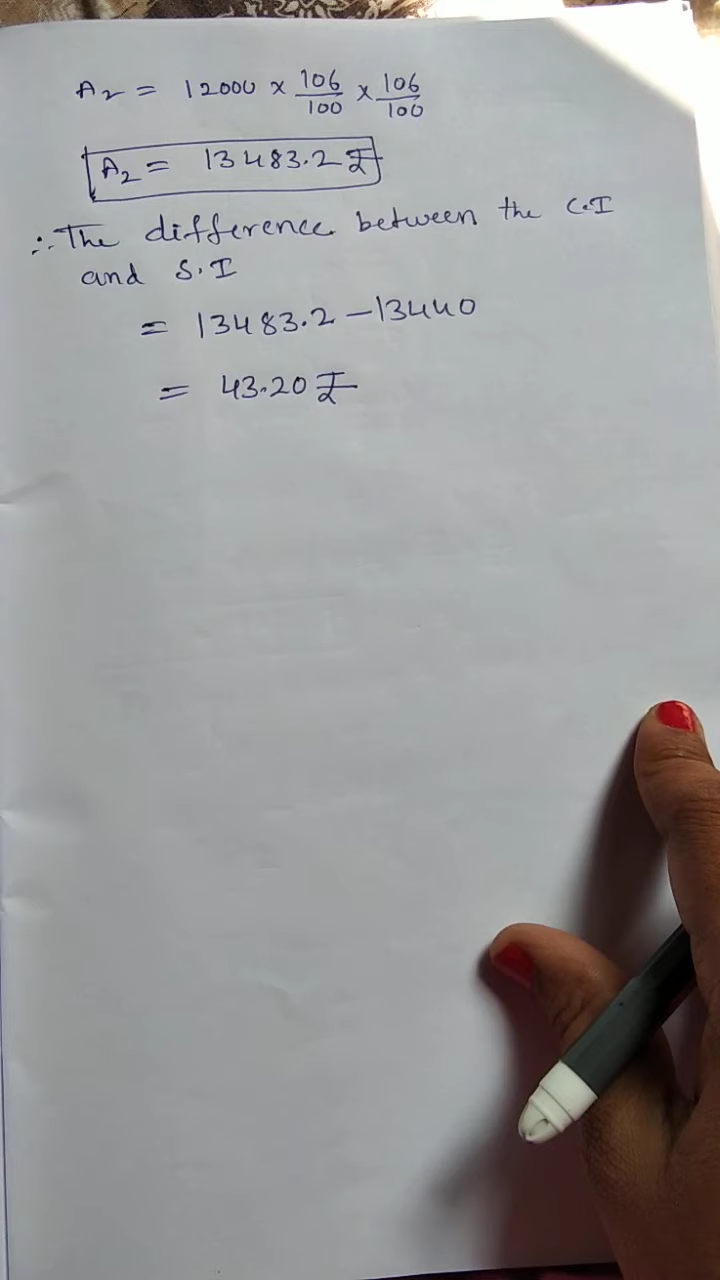 A₂ = 12000 × 106/100 × 106/100
A₂ = 13483.2 ₹
∴ The difference between the C.I
and S.I
= 13483.2 – 13440
= 43.20 ₹